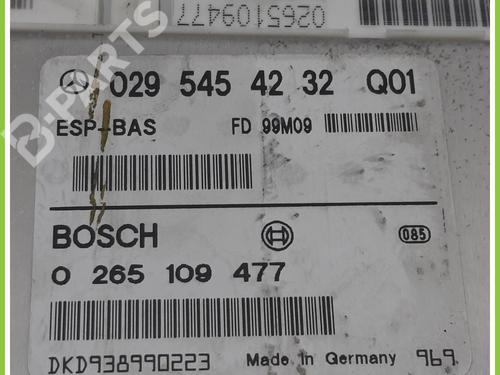 0265109477
029 545 42 32 Q01
ESP-BAS FD 99M09
BOSCH
085
0 265 109 477
DKD938990223 Made in Germany 969
B-PARTS